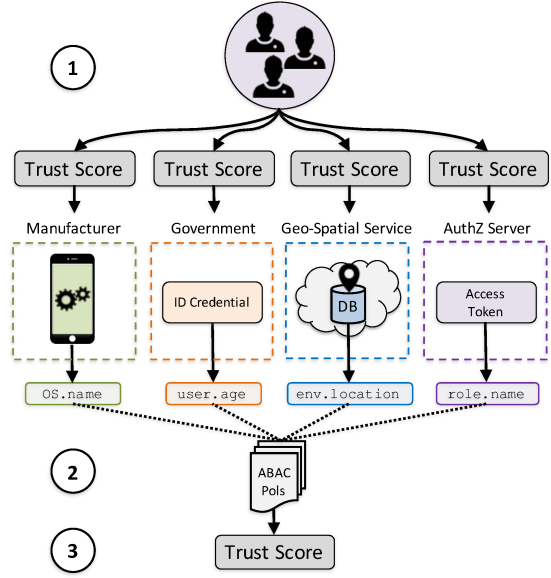 1
Trust Score Trust Score Trust Score Trust Score
Manufacturer Government Geo-Spatial Service AuthZ Server
ID Credential
DB
Access
Token
OS.name user.age env.location role.name
2
ABAC
Pols
3
Trust Score